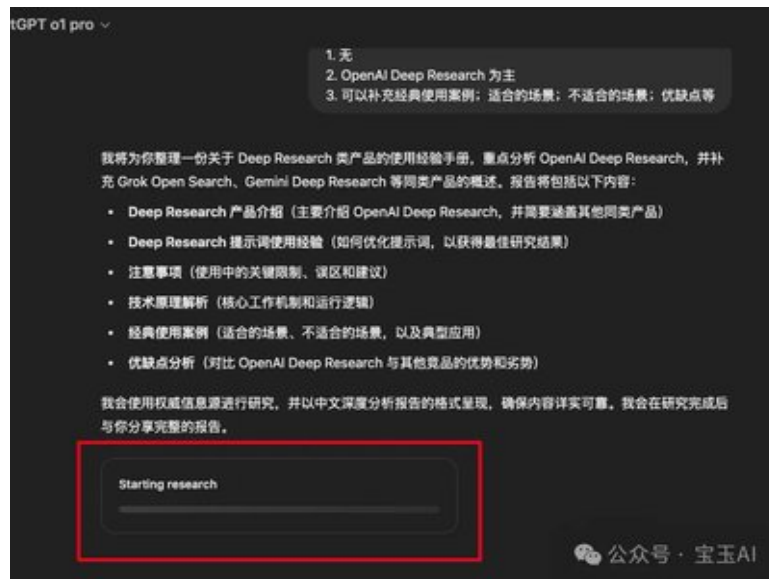 tGPT o1 pro
1. 无
2. OpenAI Deep Research 为主
3. 可以补充经典使用案例；适合的场景；不适合的场景；优缺点等
我将为你整理一份关于 Deep Research 类产品的使用经验手册，重点分析 OpenAI Deep Research，并补
充 Grok Open Search、Gemini Deep Research 等同类产品的概述。报告将包括以下内容：
• Deep Research 产品介绍（主要介绍 OpenAI Deep Research，并简要涵盖其他同类产品）
• Deep Research 提示词使用经验（如何优化提示词，以获得最佳研究结果）
• 注意事项（使用中的关键限制、误区和建议）
• 技术原理解析（核心工作机制和运行逻辑）
• 经典使用案例（适合的场景、不适合的场景，以及典型应用）
• 优缺点分析（对比 OpenAI Deep Research 与其他竞品的优势和劣势）
我会使用权威信息源进行研究，并以中文深度分析报告的格式呈现，确保内容详实可靠。我会在研究完成后
与你分享完整的报告。
Starting research
公众号 · 宝玉AI